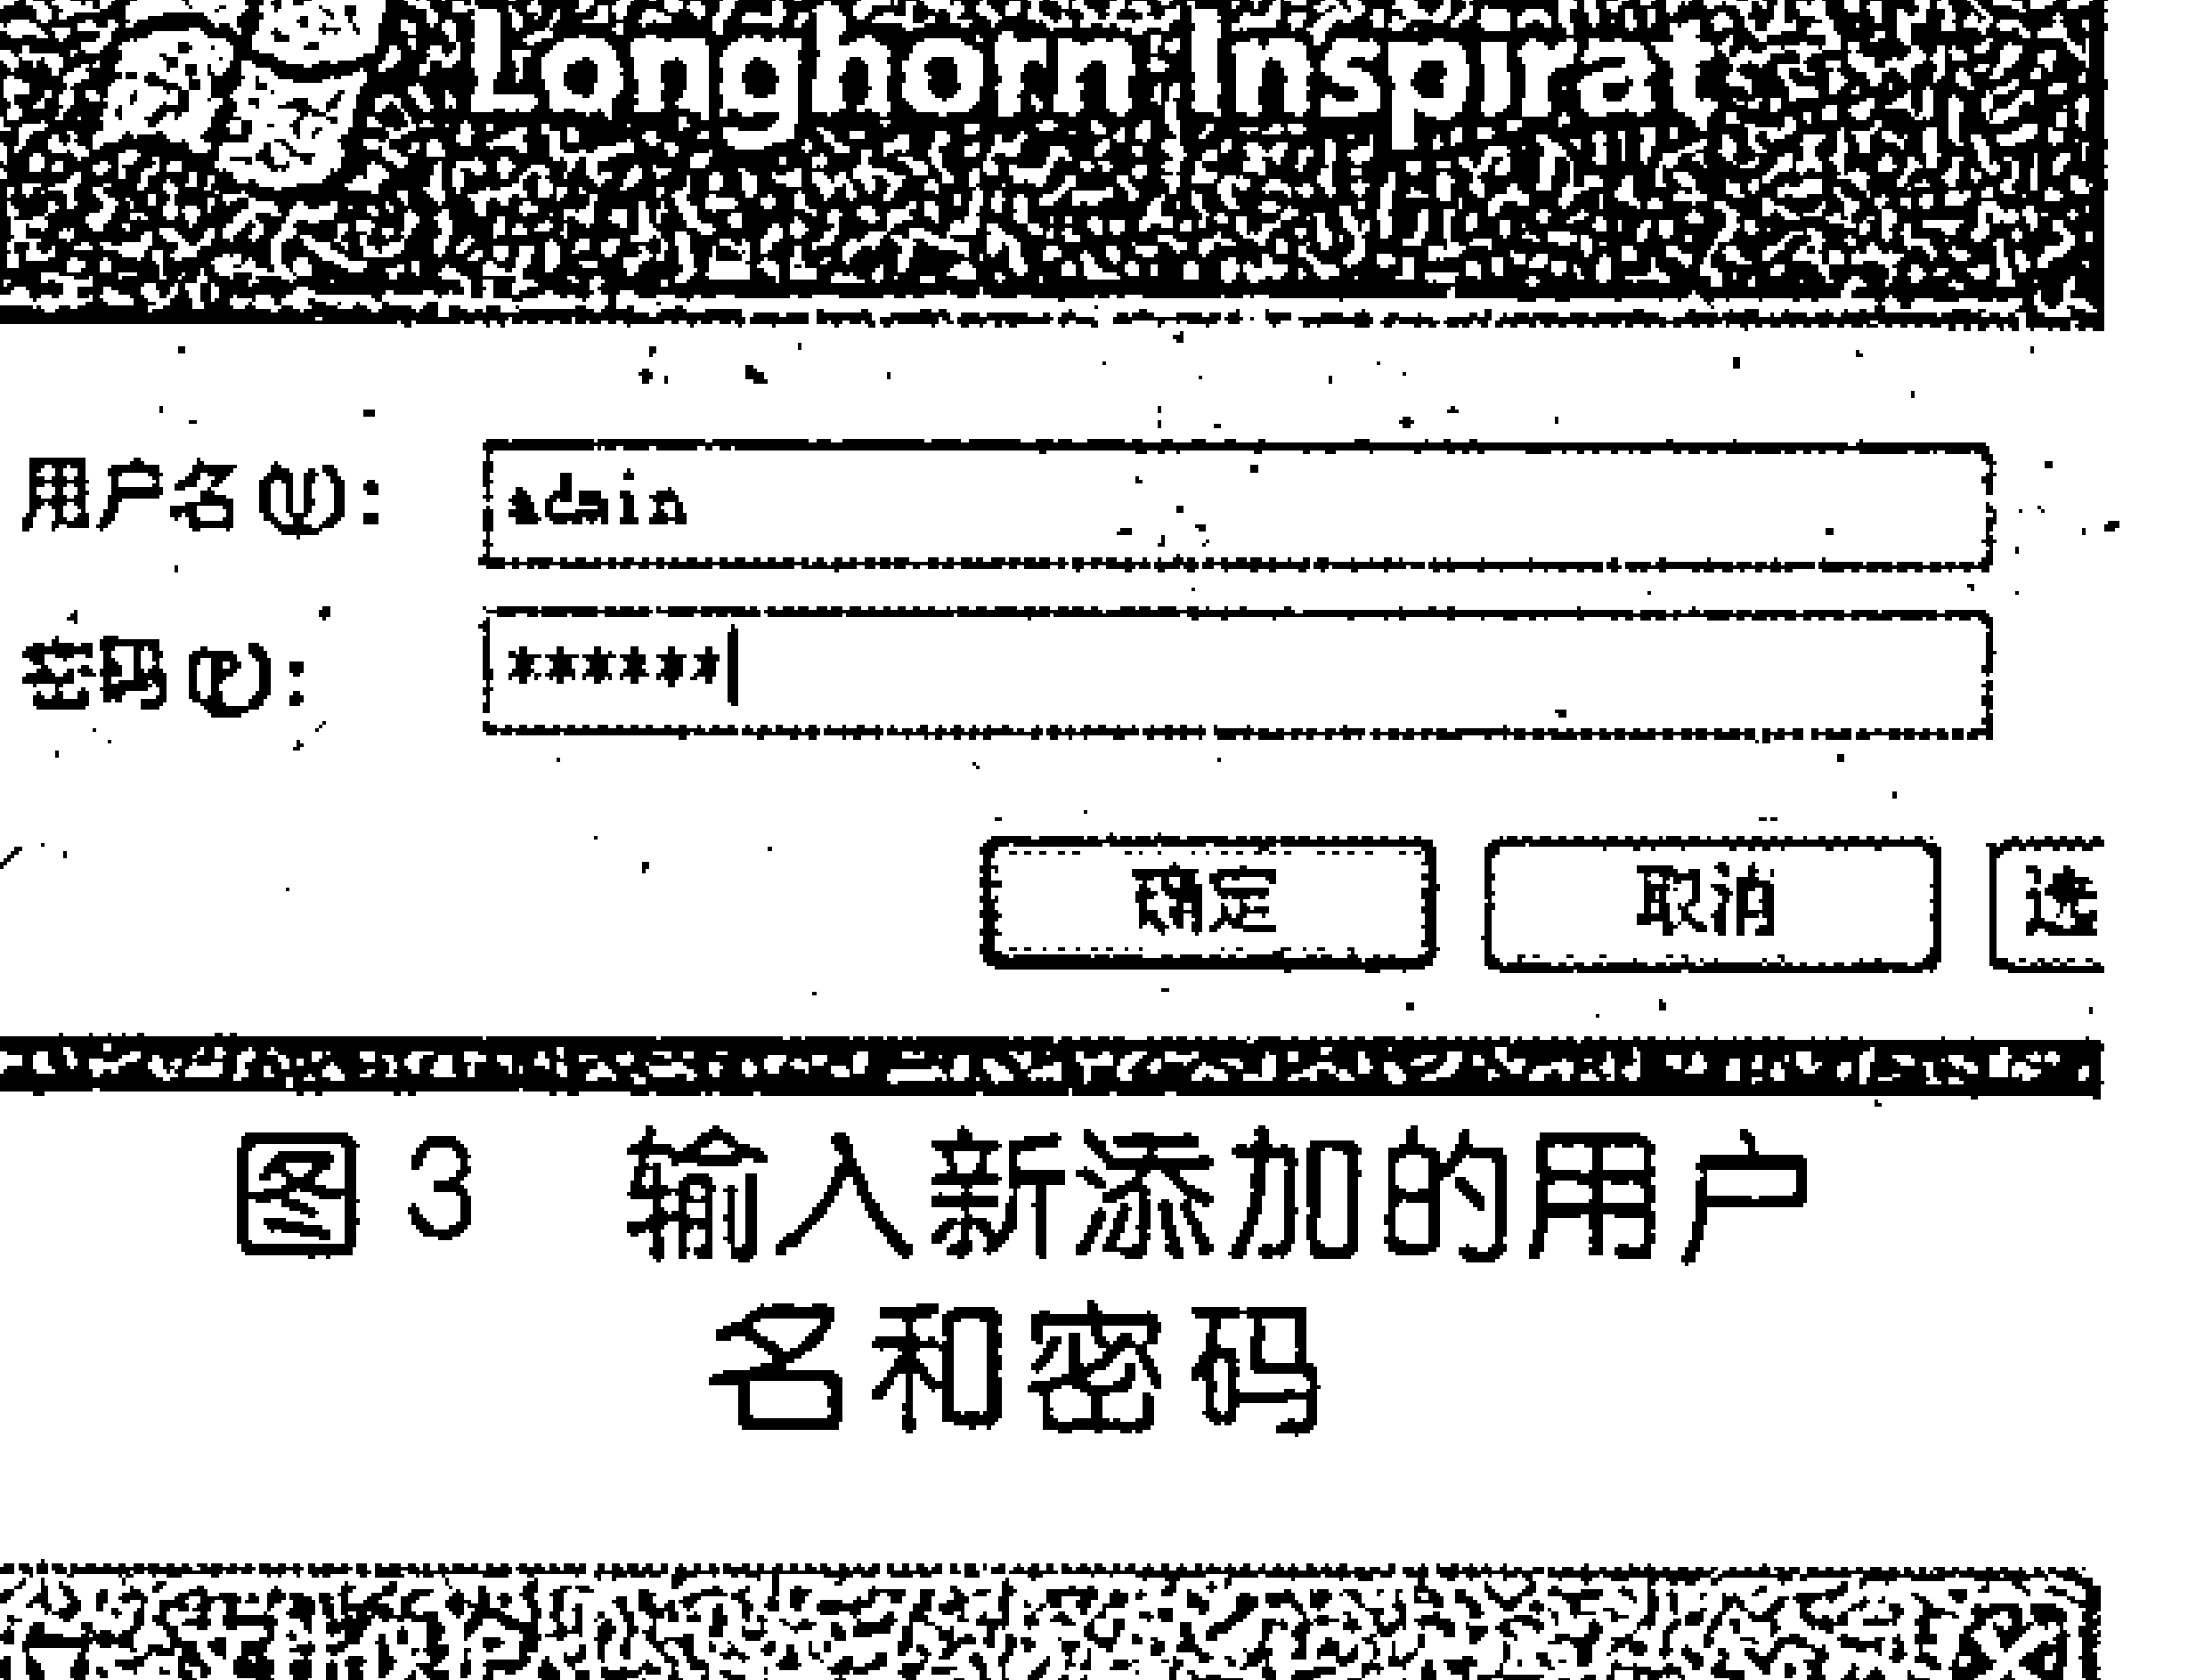 Longhorn Inspirat
用户名(U):
admin
密码(P):
******
确定
取消
选
图3 输入新添加的用户
名和密码